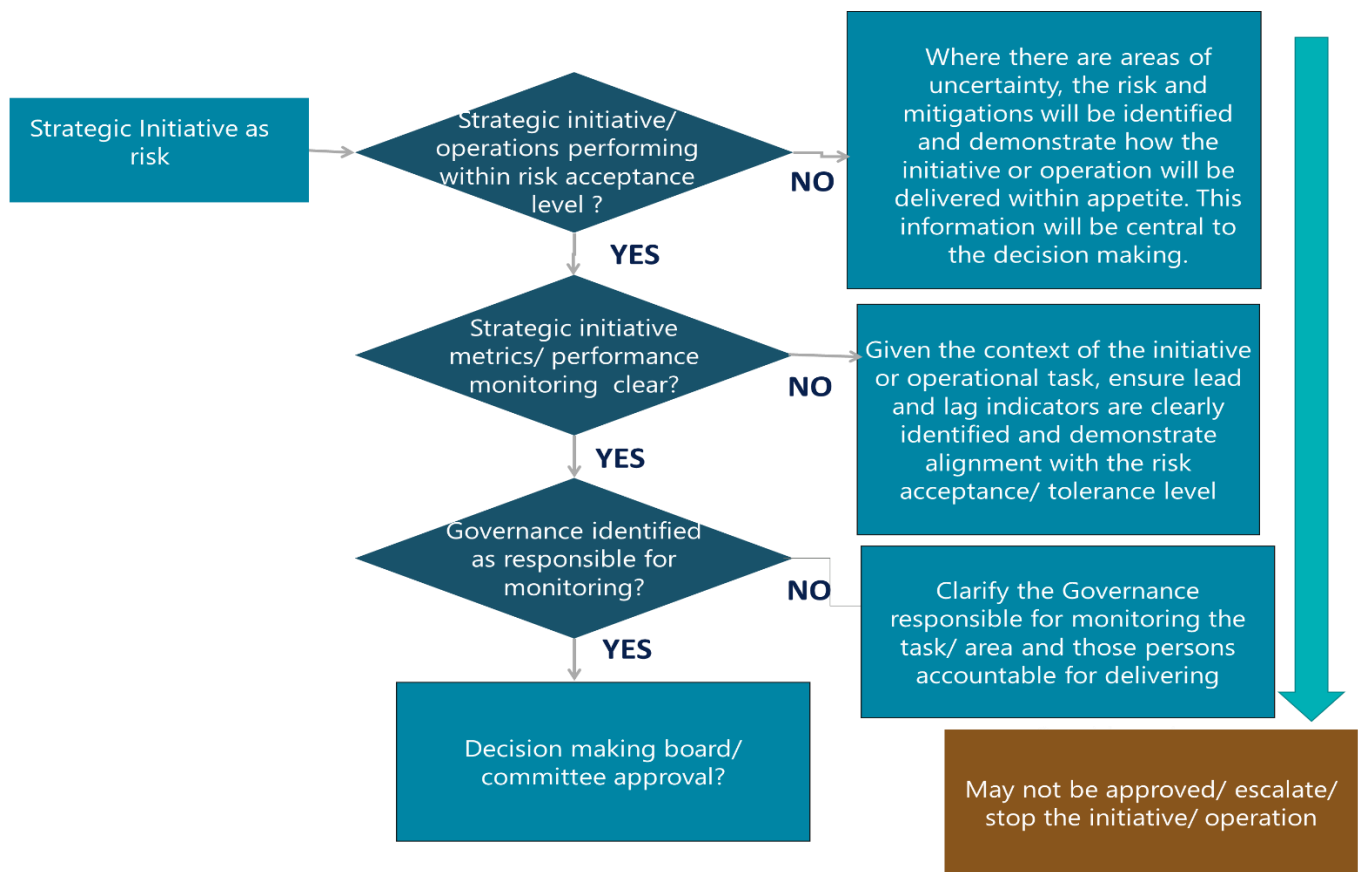 Strategic Initiative as
risk
Strategic initiative/
operations performing
within risk acceptance
level ?
NO
Where there are areas of
uncertainty, the risk and
mitigations will be identified
and demonstrate how the
initiative or operation will be
delivered within appetite. This
information will be central to
the decision making.
YES
Strategic initiative
metrics/ performance
monitoring clear?
NO
Given the context of the initiative
or operational task, ensure lead
and lag indicators are clearly
identified and demonstrate
alignment with the risk
acceptance/ tolerance level
YES
Governance identified
as responsible for
monitoring?
NO
Clarify the Governance
responsible for monitoring the
task/ area and those persons
accountable for delivering
YES
Decision making board/
committee approval?
May not be approved/ escalate/
stop the initiative/ operation